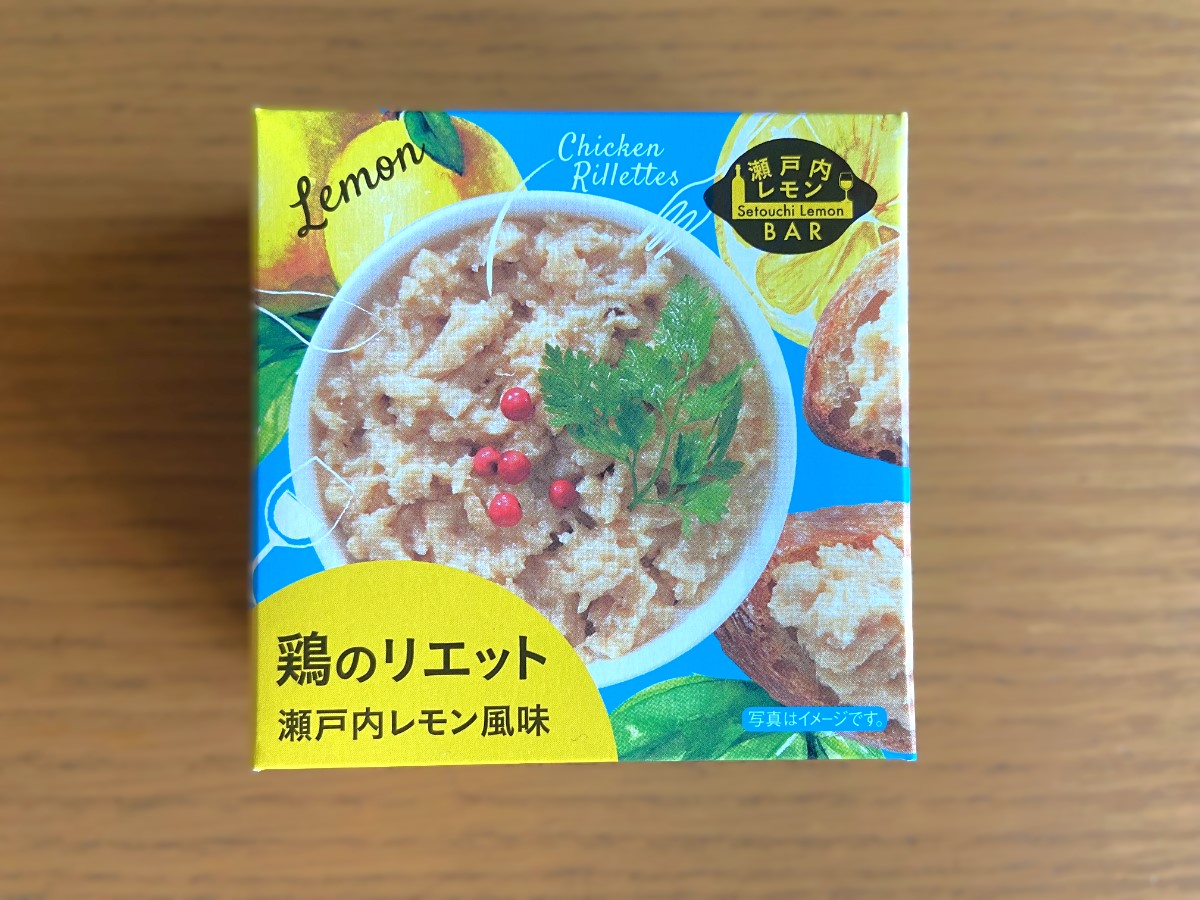 Lemon
Chicken
Rillettes
瀬戸内
レモン
Setouchi Lemon
BAR
鶏のリエット
瀬戸内レモン風味
写真はイメージです。